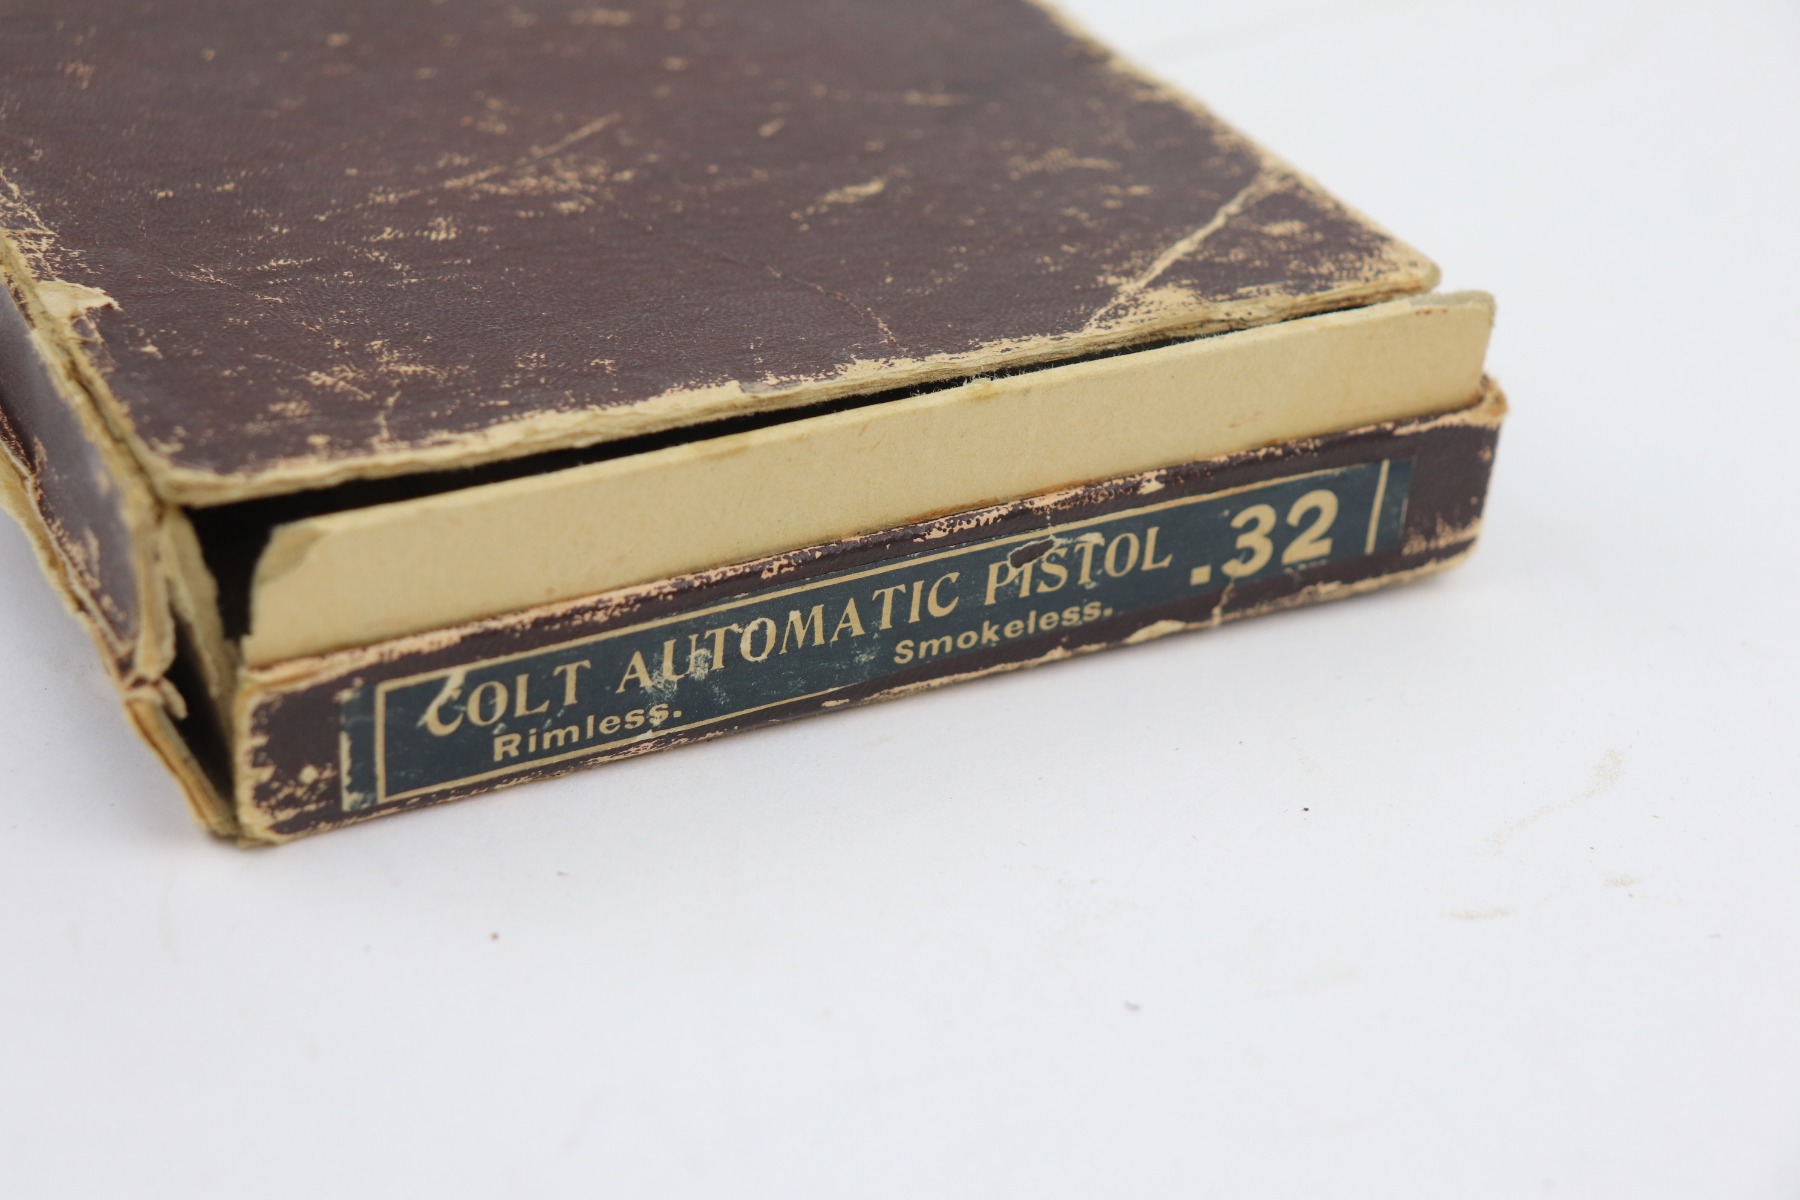 COLT AUTOMATIC PISTOL .32
Rimless. Smokeless.